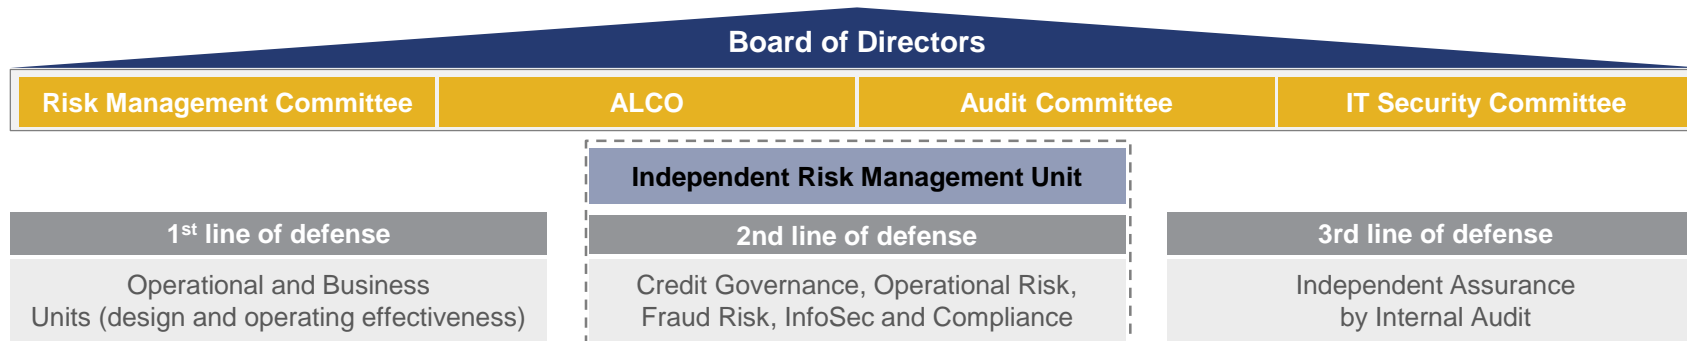 Board of Directors
Risk Management Committee
ALCO
Audit Committee
IT Security Committee
Independent Risk Management Unit
1st line of defense
Operational and Business
Units (design and operating effectiveness)
2nd line of defense
Credit Governance, Operational Risk,
Fraud Risk, InfoSec and Compliance
3rd line of defense
Independent Assurance
by Internal Audit